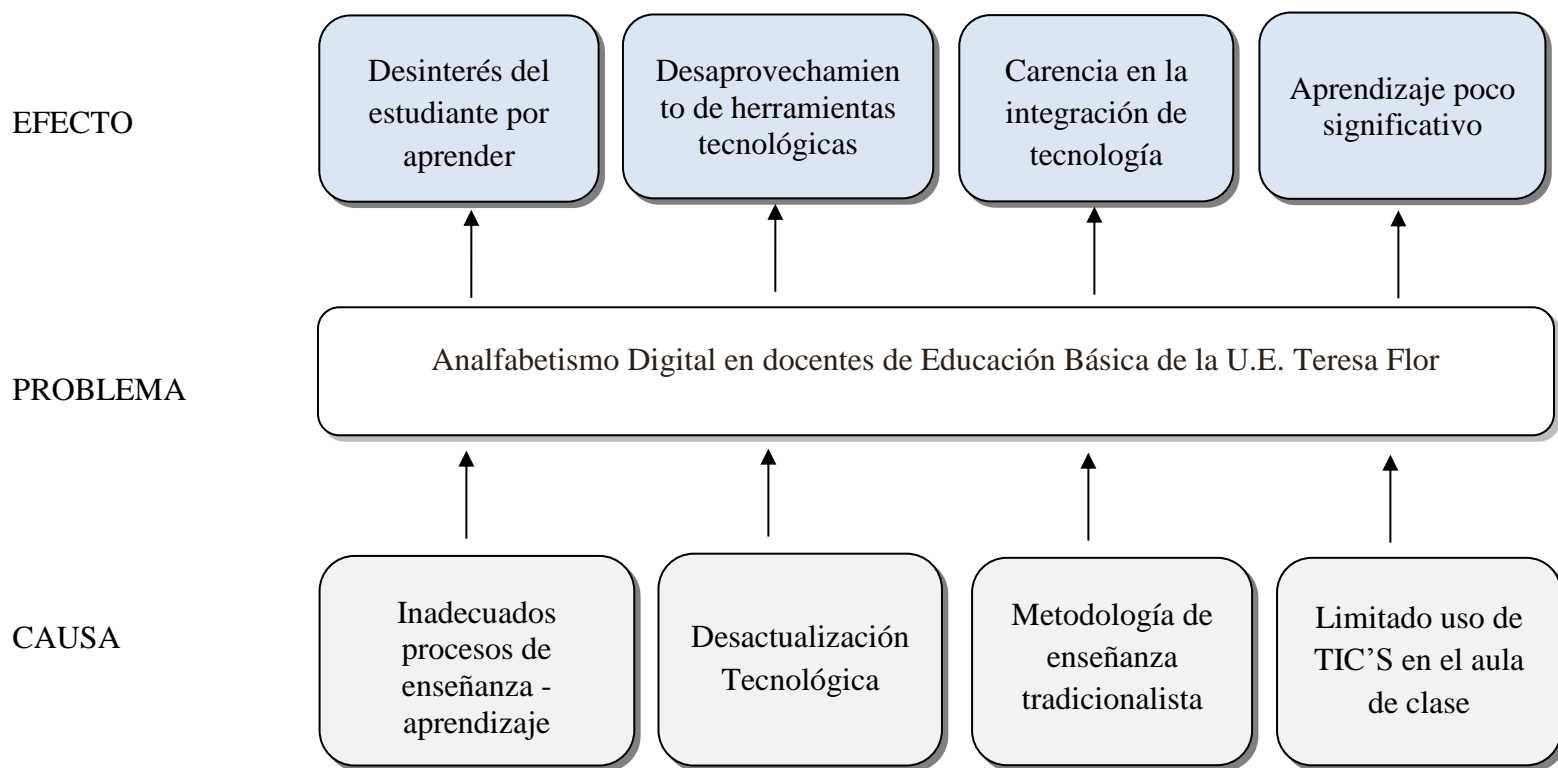 EFECTO
Desinterés del
estudiante por
aprender
Desaprovechamien
to de herramientas
tecnológicas
Carencia en la
integración de
tecnología
Aprendizaje poco
significativo
PROBLEMA
Analfabetismo Digital en docentes de Educación Básica de la U.E. Teresa Flor
CAUSA
Inadecuados
procesos de
enseñanza -
aprendizaje
Desactualización
Tecnológica
Metodología de
enseñanza
tradicionalista
Limitado uso de
TIC’S en el aula
de clase